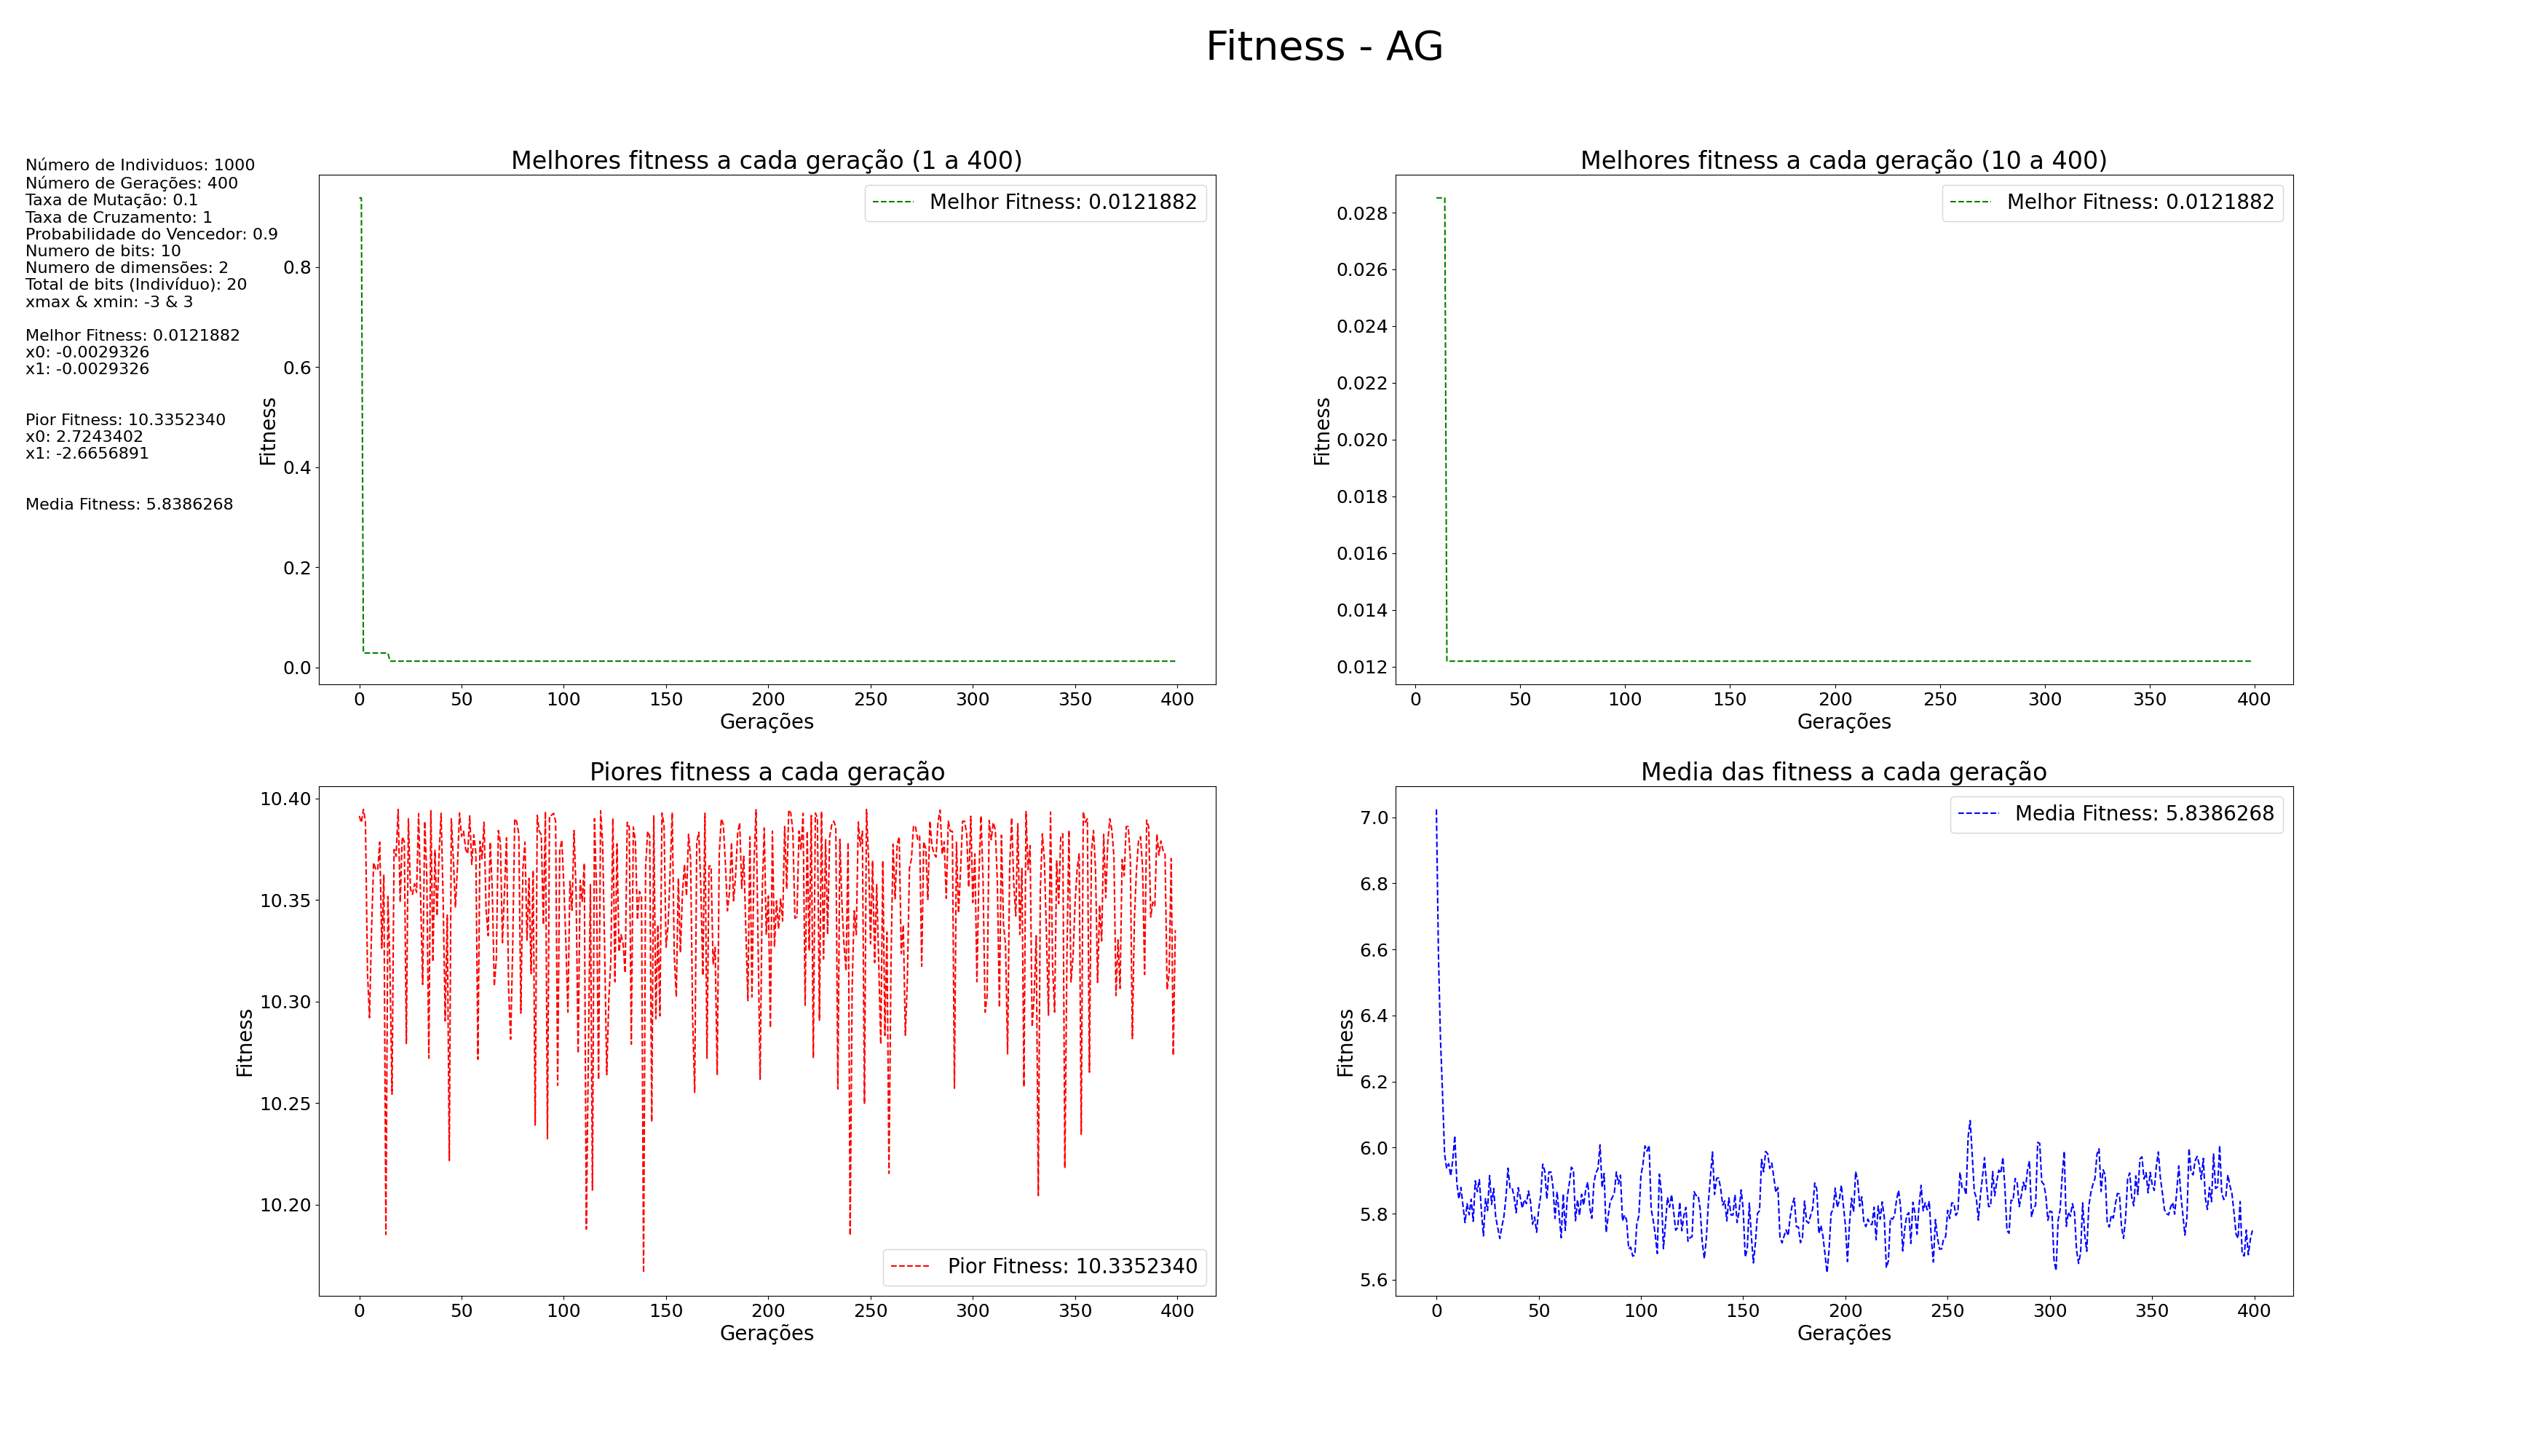 Fitness - AG
Número de Individuos: 1000
Número de Gerações: 400
Taxa de Mutação: 0.1
Taxa de Cruzamento: 1
Probabilidade do Vencedor: 0.9
Numero de bits: 10
Numero de dimensões: 2
Total de bits (Indivíduo): 20
xmax & xmin: -3 & 3
Melhor Fitness: 0.0121882
x0: -0.0029326
x1: -0.0029326
Pior Fitness: 10.3352340
x0: 2.7243402
x1: -2.6656891
Media Fitness: 5.8386268
Melhores fitness a cada geração (1 a 400)
Melhor Fitness: 0.0121882
Fitness
0.8
0.6
0.4
0.2
0.0
0 50 100 150 200 250 300 350 400
Gerações
Melhores fitness a cada geração (10 a 400)
Melhor Fitness: 0.0121882
Fitness
0.028
0.026
0.024
0.022
0.020
0.018
0.016
0.014
0.012
0 50 100 150 200 250 300 350 400
Gerações
Piores fitness a cada geração
Fitness
10.40
10.35
10.30
10.25
10.20
Pior Fitness: 10.3352340
0 50 100 150 200 250 300 350 400
Gerações
Media das fitness a cada geração
Media Fitness: 5.8386268
Fitness
7.0
6.8
6.6
6.4
6.2
6.0
5.8
5.6
0 50 100 150 200 250 300 350 400
Gerações